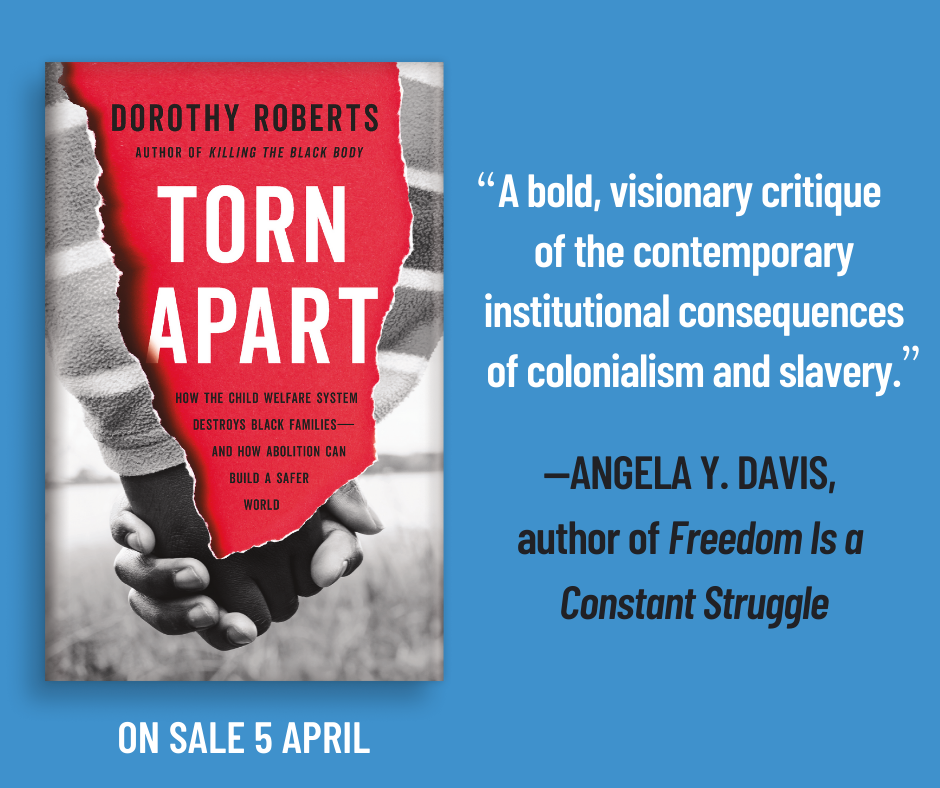 DOROTHY ROBERTS
AUTHOR OF KILLING THE BLACK BODY
TORN
APART
HOW THE CHILD WELFARE SYSTEM
DESTROYS BLACK FAMILIES—
AND HOW ABOLITION CAN
BUILD A SAFER
WORLD
ON SALE 5 APRIL
“A bold, visionary critique
of the contemporary
institutional consequences
of colonialism and slavery.”
—ANGELA Y. DAVIS,
author of Freedom Is a
Constant Struggle